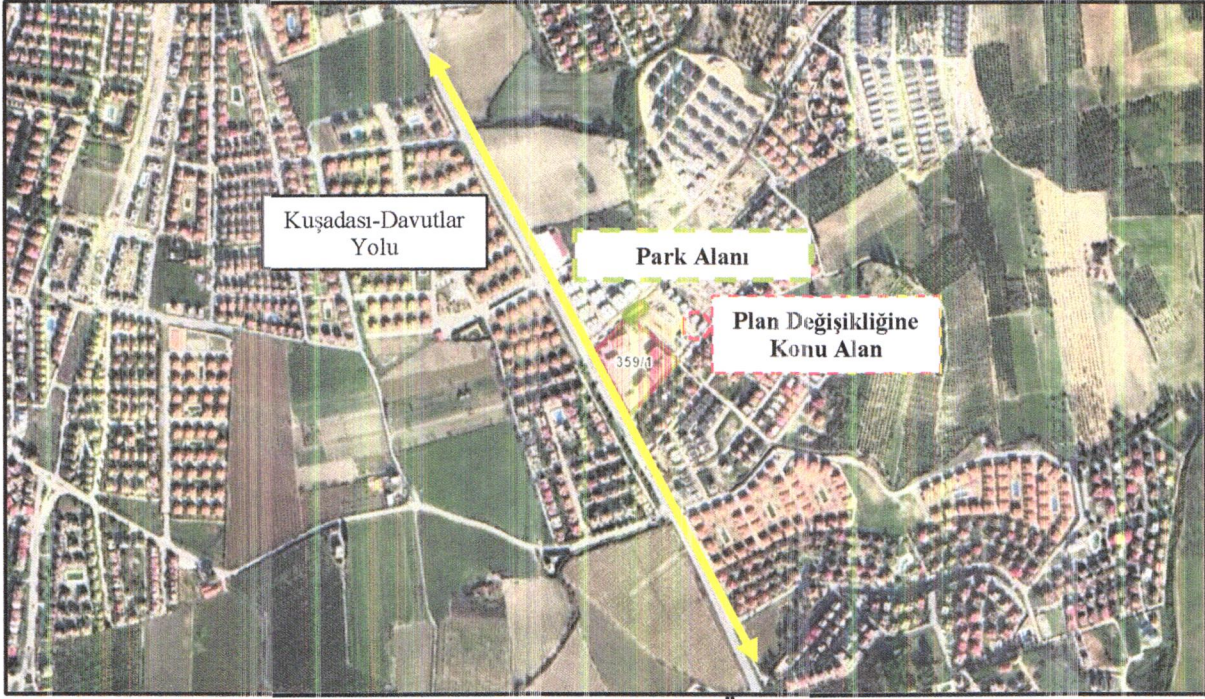 Kuşadası-Davutlar
Yolu
Park Alanı
Plan Değişikliğine
Konu Alan
359/1